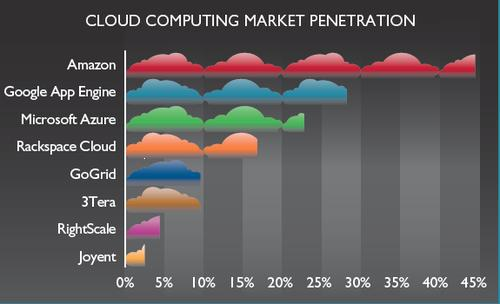 CLOUD COMPUTING MARKET PENETRATION
Amazon
Google App Engine
Microsoft Azure
Rackspace Cloud
GoGrid
3Tera
RightScale
Joyent
0% 5% 10% 15% 20% 25% 30% 35% 40% 45%